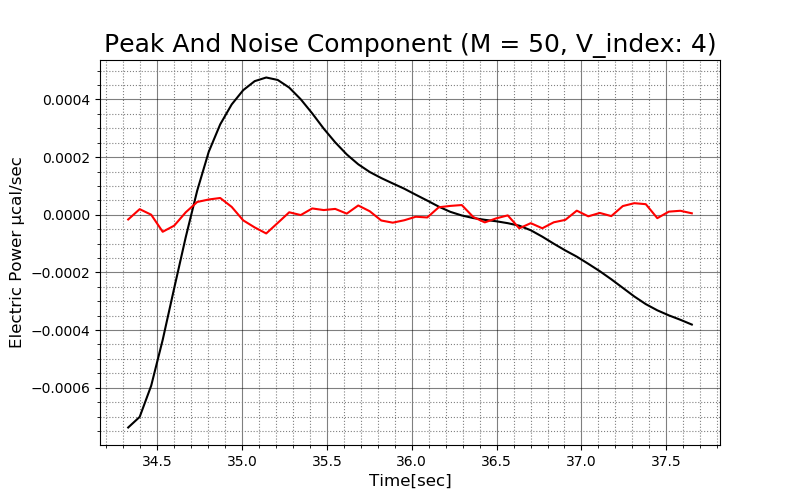 Peak And Noise Component (M = 50, V_index: 4)
Electric Power μcal/sec
0.0004
0.0002
0.0000
−0.0002
−0.0004
−0.0006
34.5 35.0 35.5 36.0 36.5 37.0 37.5
Time[sec]